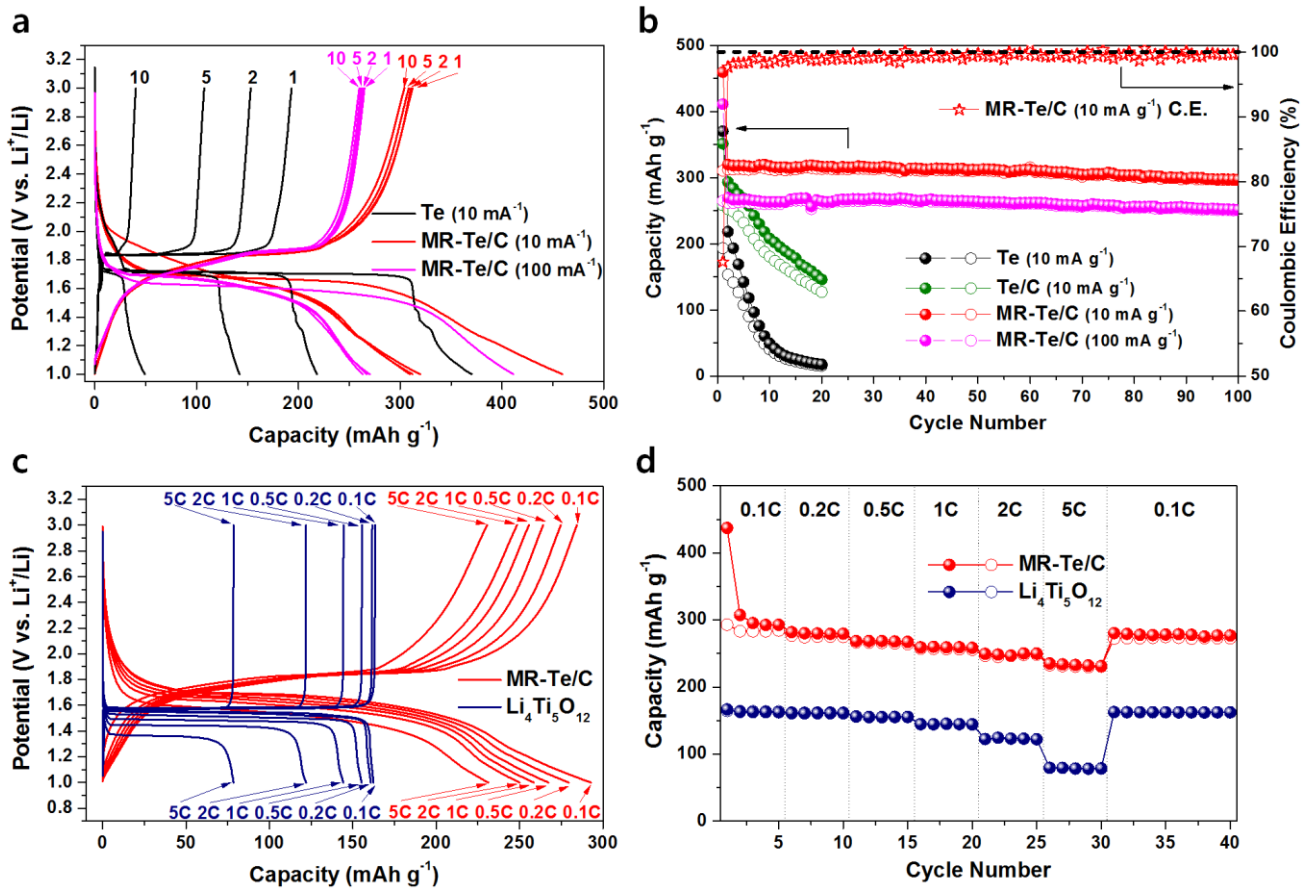 a
3.2
3.0
2.8
2.6
2.4
2.2
2.0
1.8
1.6
1.4
1.2
1.0
Potential (V vs. Li⁺/Li)
10 5 2 1
10 5 2 1
10 5 2 1
Te (10 mA⁻¹)
MR-Te/C (10 mA⁻¹)
MR-Te/C (100 mA⁻¹)
0 100 200 300 400 500
Capacity (mAh g⁻¹)
b
500
400
300
200
100
0
Capacity (mAh g⁻¹)
100
90
80
70
60
50
Coulombic Efficiency (%)
MR-Te/C (10 mA g⁻¹) C.E.
Te (10 mA g⁻¹)
Te/C (10 mA g⁻¹)
MR-Te/C (10 mA g⁻¹)
MR-Te/C (100 mA g⁻¹)
0 10 20 30 40 50 60 70 80 90 100
Cycle Number
c
3.2
3.0
2.8
2.6
2.4
2.2
2.0
1.8
1.6
1.4
1.2
1.0
0.8
Potential (V vs. Li⁺/Li)
5C 2C 1C 0.5C 0.2C 0.1C
5C 2C 1C 0.5C 0.2C 0.1C
MR-Te/C
Li₄Ti₅O₁₂
5C 2C 1C 0.5C 0.2C 0.1C
5C 2C 1C 0.5C 0.2C 0.1C
0 50 100 150 200 250 300
Capacity (mAh g⁻¹)
d
500
400
300
200
100
0
Capacity (mAh g⁻¹)
0.1C 0.2C 0.5C 1C 2C 5C 0.1C
MR-Te/C
Li₄Ti₅O₁₂
5 10 15 20 25 30 35 40
Cycle Number